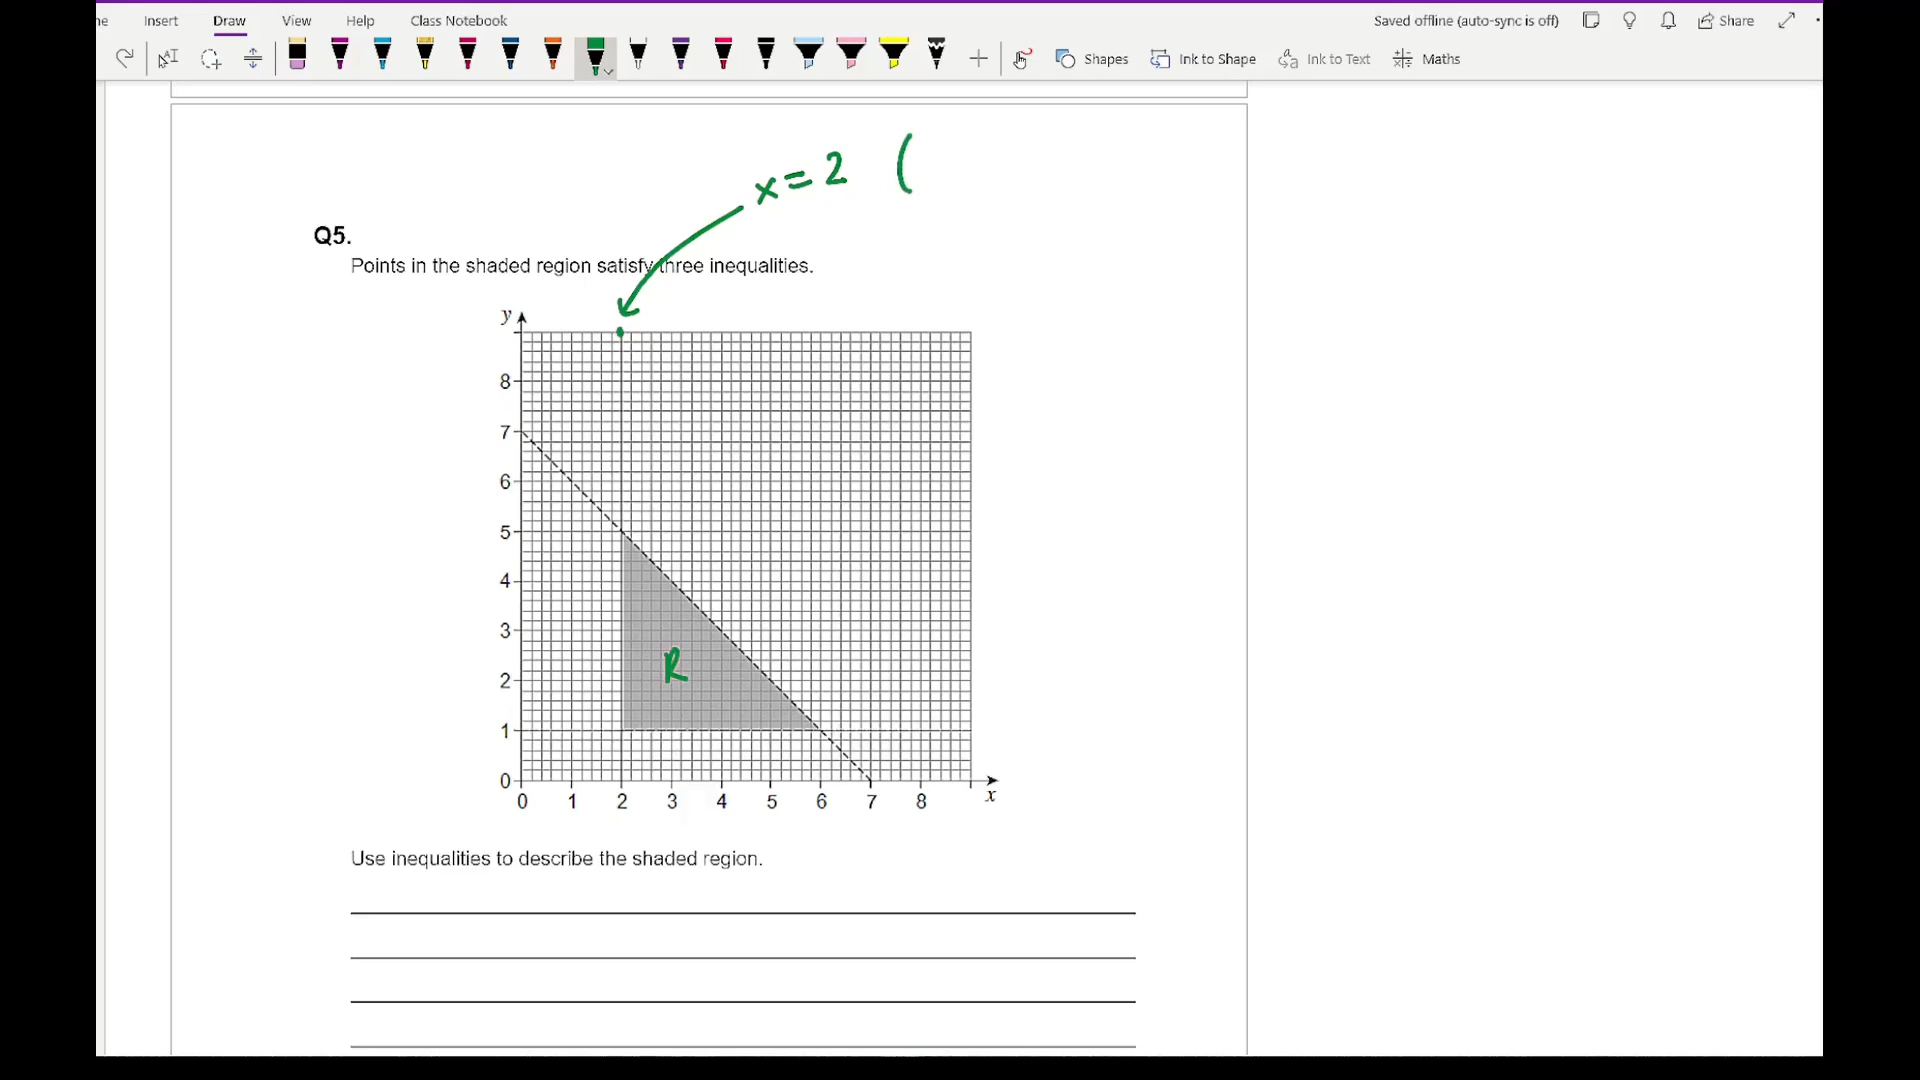 ne Insert Draw View Help Class Notebook Saved offline (auto-sync is off) Share
Shapes Ink to Shape Ink to Text Maths
x = 2 (
Q5.
Points in the shaded region satisfy three inequalities.
y
8
7
6
5
4
3
R
2
1
0
0 1 2 3 4 5 6 7 8 x
Use inequalities to describe the shaded region.